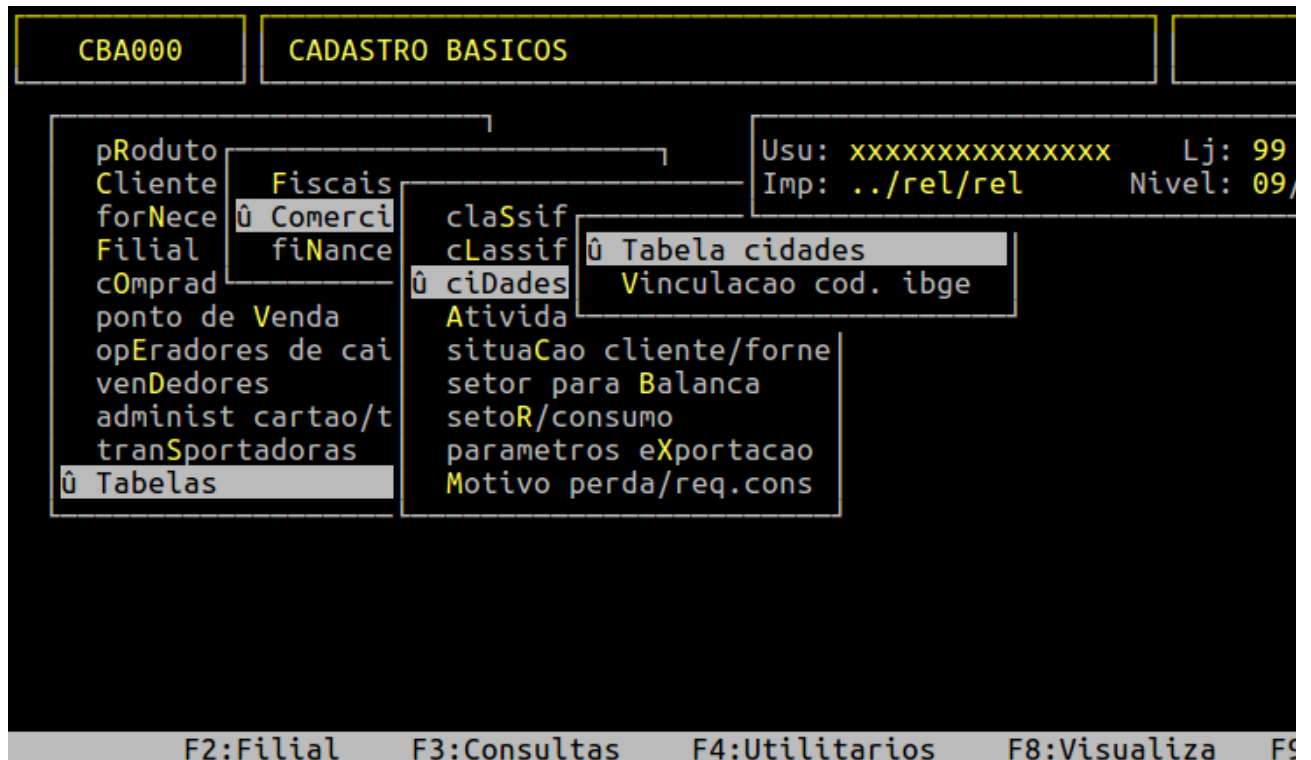 CBA000 CADASTRO BASICOS
pRoduto Usu: xxxxxxxxxxxxxxx Lj: 99
Cliente Fiscais Imp: ../rel/rel Nivel: 09/
forNece û Comerci claSsif
Filial fiNance cLassif û Tabela cidades
cOmprad û ciDades Vinculacao cod. ibge
ponto de Venda Ativida
opEradores de cai situaCao cliente/forne
venDedores setor para Balanca
administ cartao/t setoR/consumo
tranSportadoras parametros eXportacao
û Tabelas Motivo perda/req.cons
F2:Filial F3:Consultas F4:Utilitarios F8:Visualiza F9